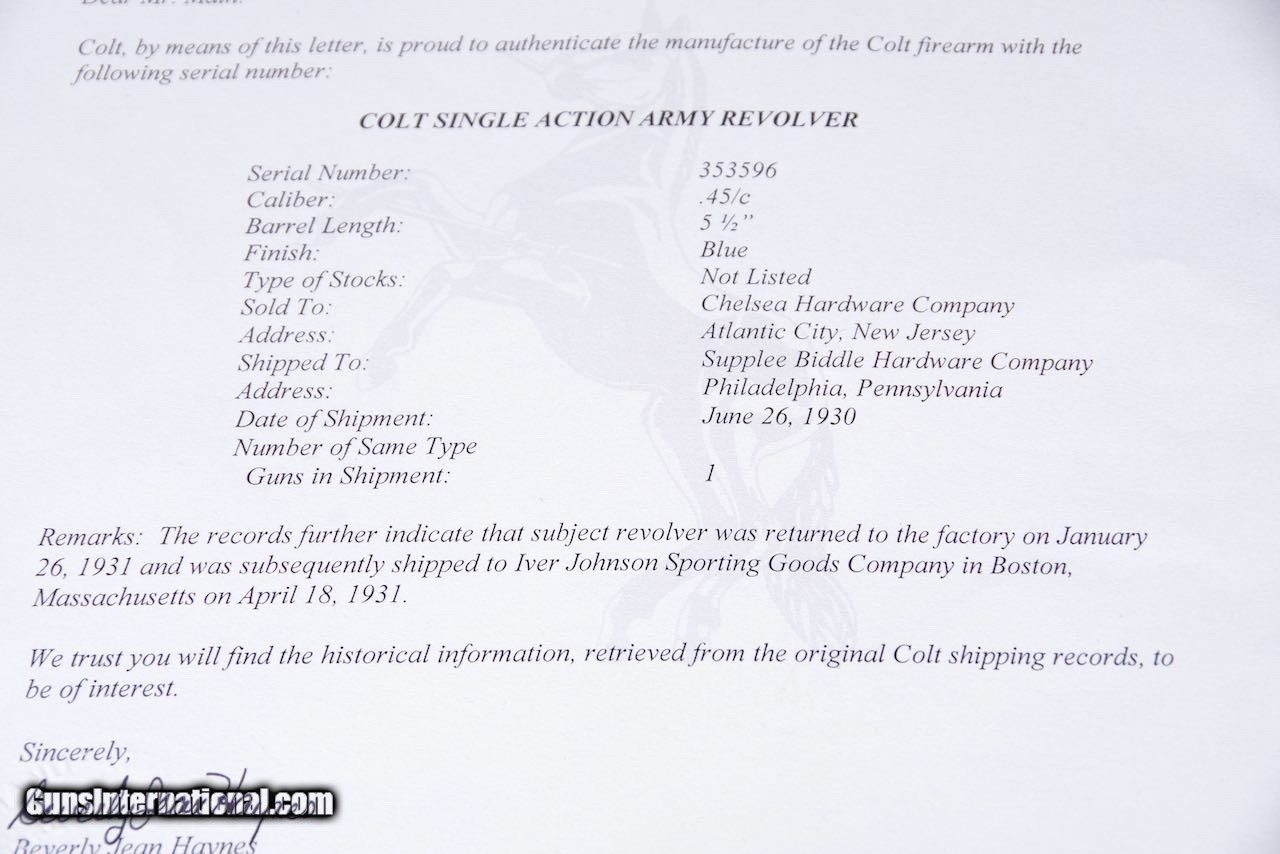 Dear Mr. Main:
Colt, by means of this letter, is proud to authenticate the manufacture of the Colt firearm with the
following serial number:
COLT SINGLE ACTION ARMY REVOLVER
Serial Number: 353596
Caliber: .45/c
Barrel Length: 5 ½”
Finish: Blue
Type of Stocks: Not Listed
Sold To: Chelsea Hardware Company
Address: Atlantic City, New Jersey
Shipped To: Supplee Biddle Hardware Company
Address: Philadelphia, Pennsylvania
Date of Shipment: June 26, 1930
Number of Same Type
Guns in Shipment: 1
Remarks: The records further indicate that subject revolver was returned to the factory on January
26, 1931 and was subsequently shipped to Iver Johnson Sporting Goods Company in Boston,
Massachusetts on April 18, 1931.
We trust you will find the historical information, retrieved from the original Colt shipping records, to
be of interest.
Sincerely,
GunsInternational.com
Beverly Jean Haynes